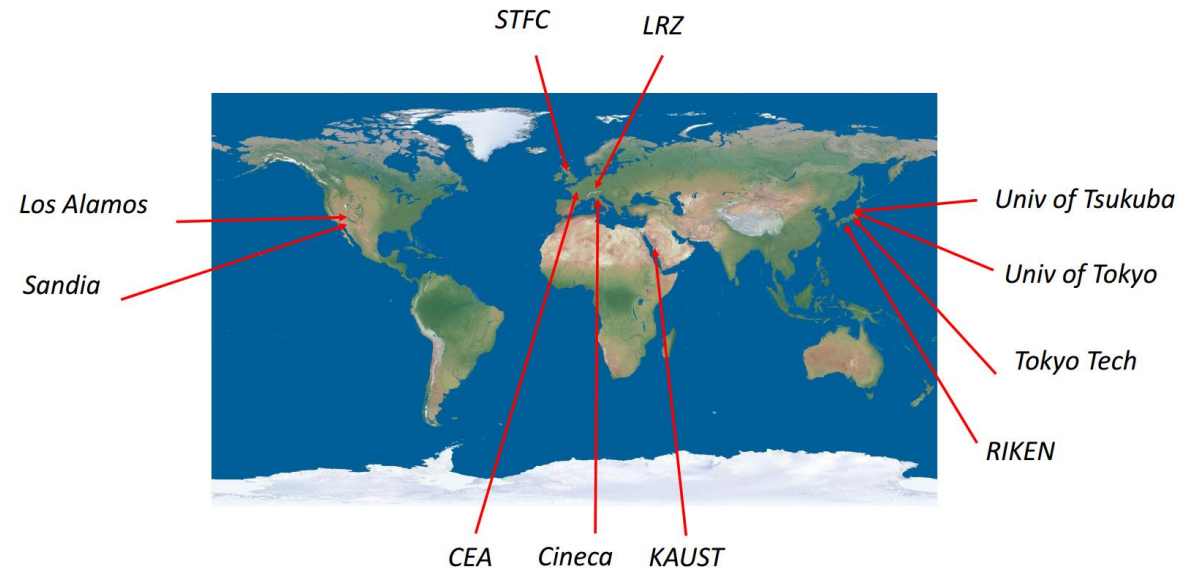 STFC
LRZ
Los Alamos
Sandia
Univ of Tsukuba
Univ of Tokyo
Tokyo Tech
RIKEN
CEA
Cineca
KAUST